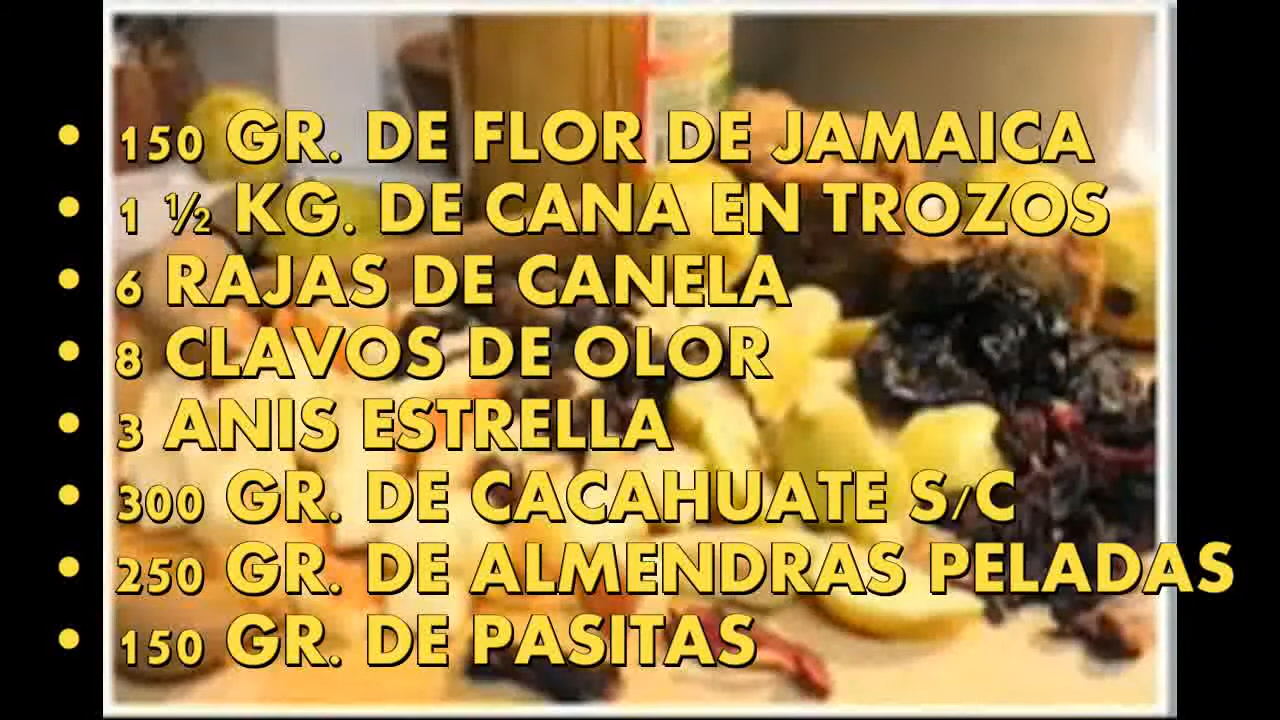 • 150 GR. DE FLOR DE JAMAICA
• 1 ½ KG. DE CANA EN TROZOS
• 6 RAJAS DE CANELA
• 8 CLAVOS DE OLOR
• 3 ANIS ESTRELLA
• 300 GR. DE CACAHUATE S/C
• 250 GR. DE ALMENDRAS PELADAS
• 150 GR. DE PASITAS